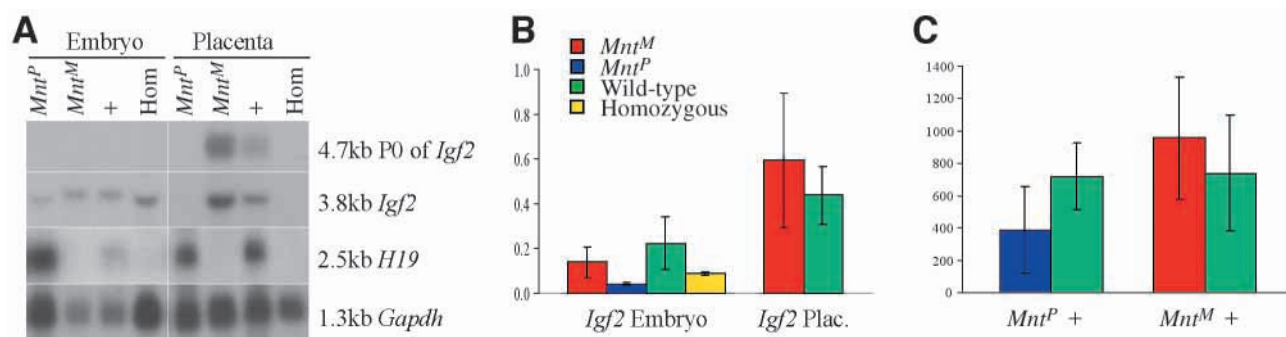 A
Embryo Placenta
MntP MntM + Hom MntP MntM + Hom
4.7kb P0 of Igf2
3.8kb Igf2
2.5kb H19
1.3kb Gapdh
B
MntM
MntP
Wild-type
Homozygous
1.0
0.8
0.6
0.4
0.2
0.0
Igf2 Embryo Igf2 Plac.
C
1400
1200
1000
800
600
400
200
0
MntP + MntM +